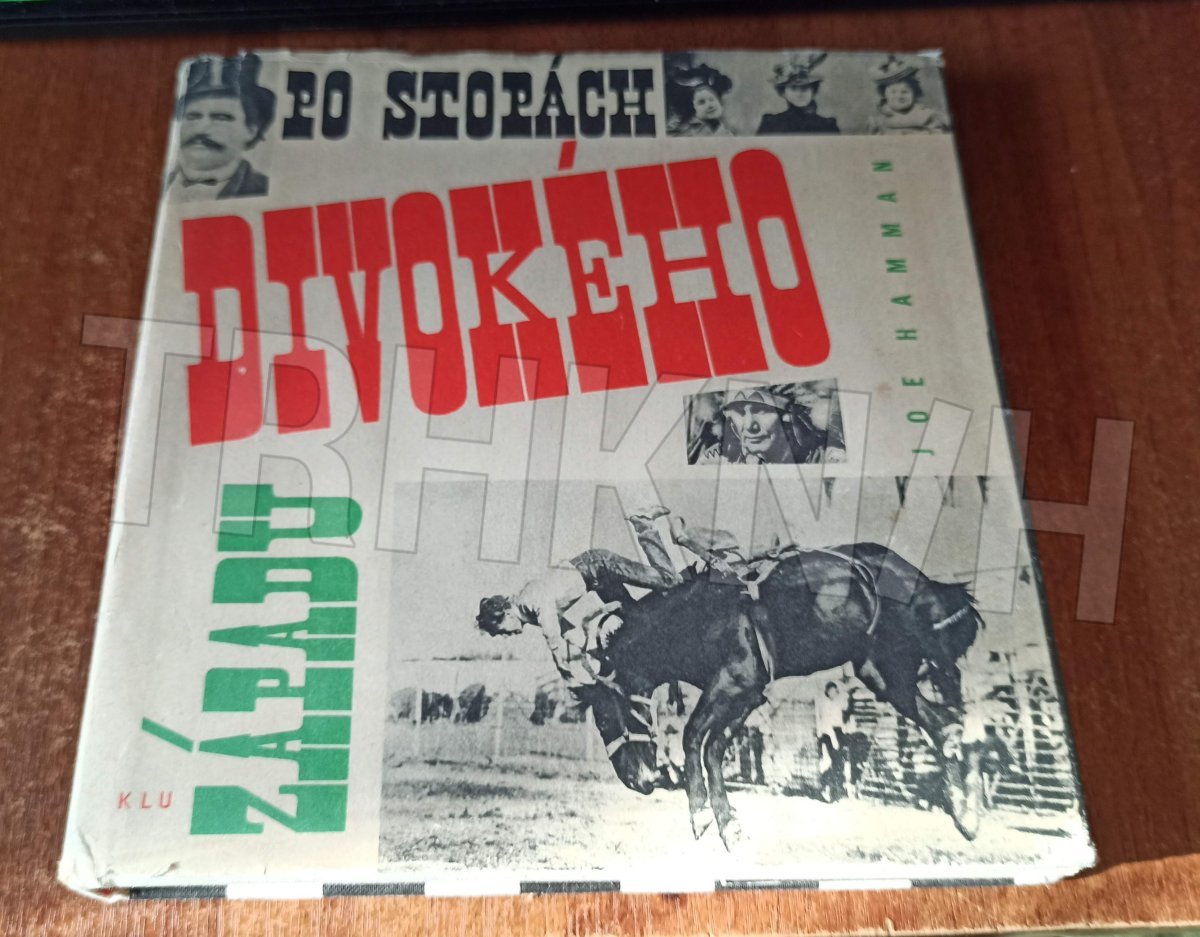 PO STOPÁCH
DIVOKÉHO
ZÁPADU
JOE HAMMAN
KLU
TRHKNIH